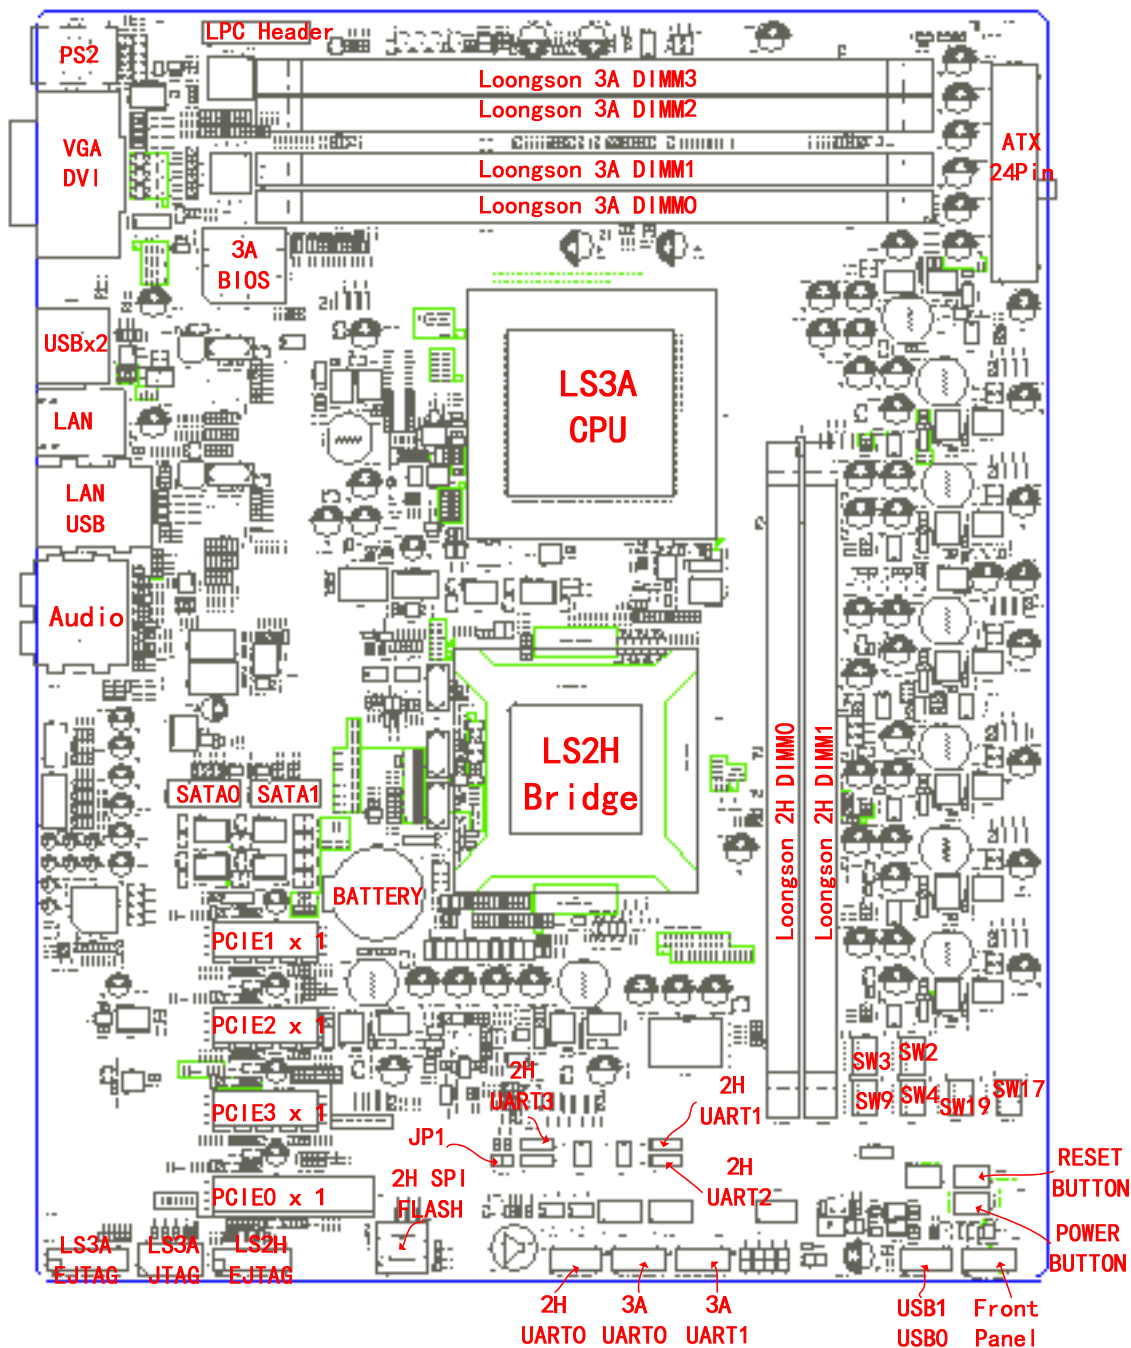 LPC Header
PS2
Loongson 3A DIMM3
Loongson 3A DIMM2
VGA
DVI
ATX
24Pin
Loongson 3A DIMM1
Loongson 3A DIMM0
3A
BIOS
USBx2
LS3A
CPU
LAN
LAN
USB
Audio
LS2H
Bridge
Loongson 2H DIMM0
Loongson 2H DIMM1
SATA0
SATA1
BATTERY
PCIE1 x 1
PCIE2 x 1
SW3
SW2
2H
UART3
2H
UART1
SW9
SW4
SW19
SW17
PCIE3 x 1
JP1
2H SPI
FLASH
2H
UART2
RESET
BUTTON
PCIE0 x 1
POWER
BUTTON
LS3A
EJTAG
LS3A
JTAG
LS2H
EJTAG
2H
UART0
3A
UART0
3A
UART1
USB1
USB0
Front
Panel